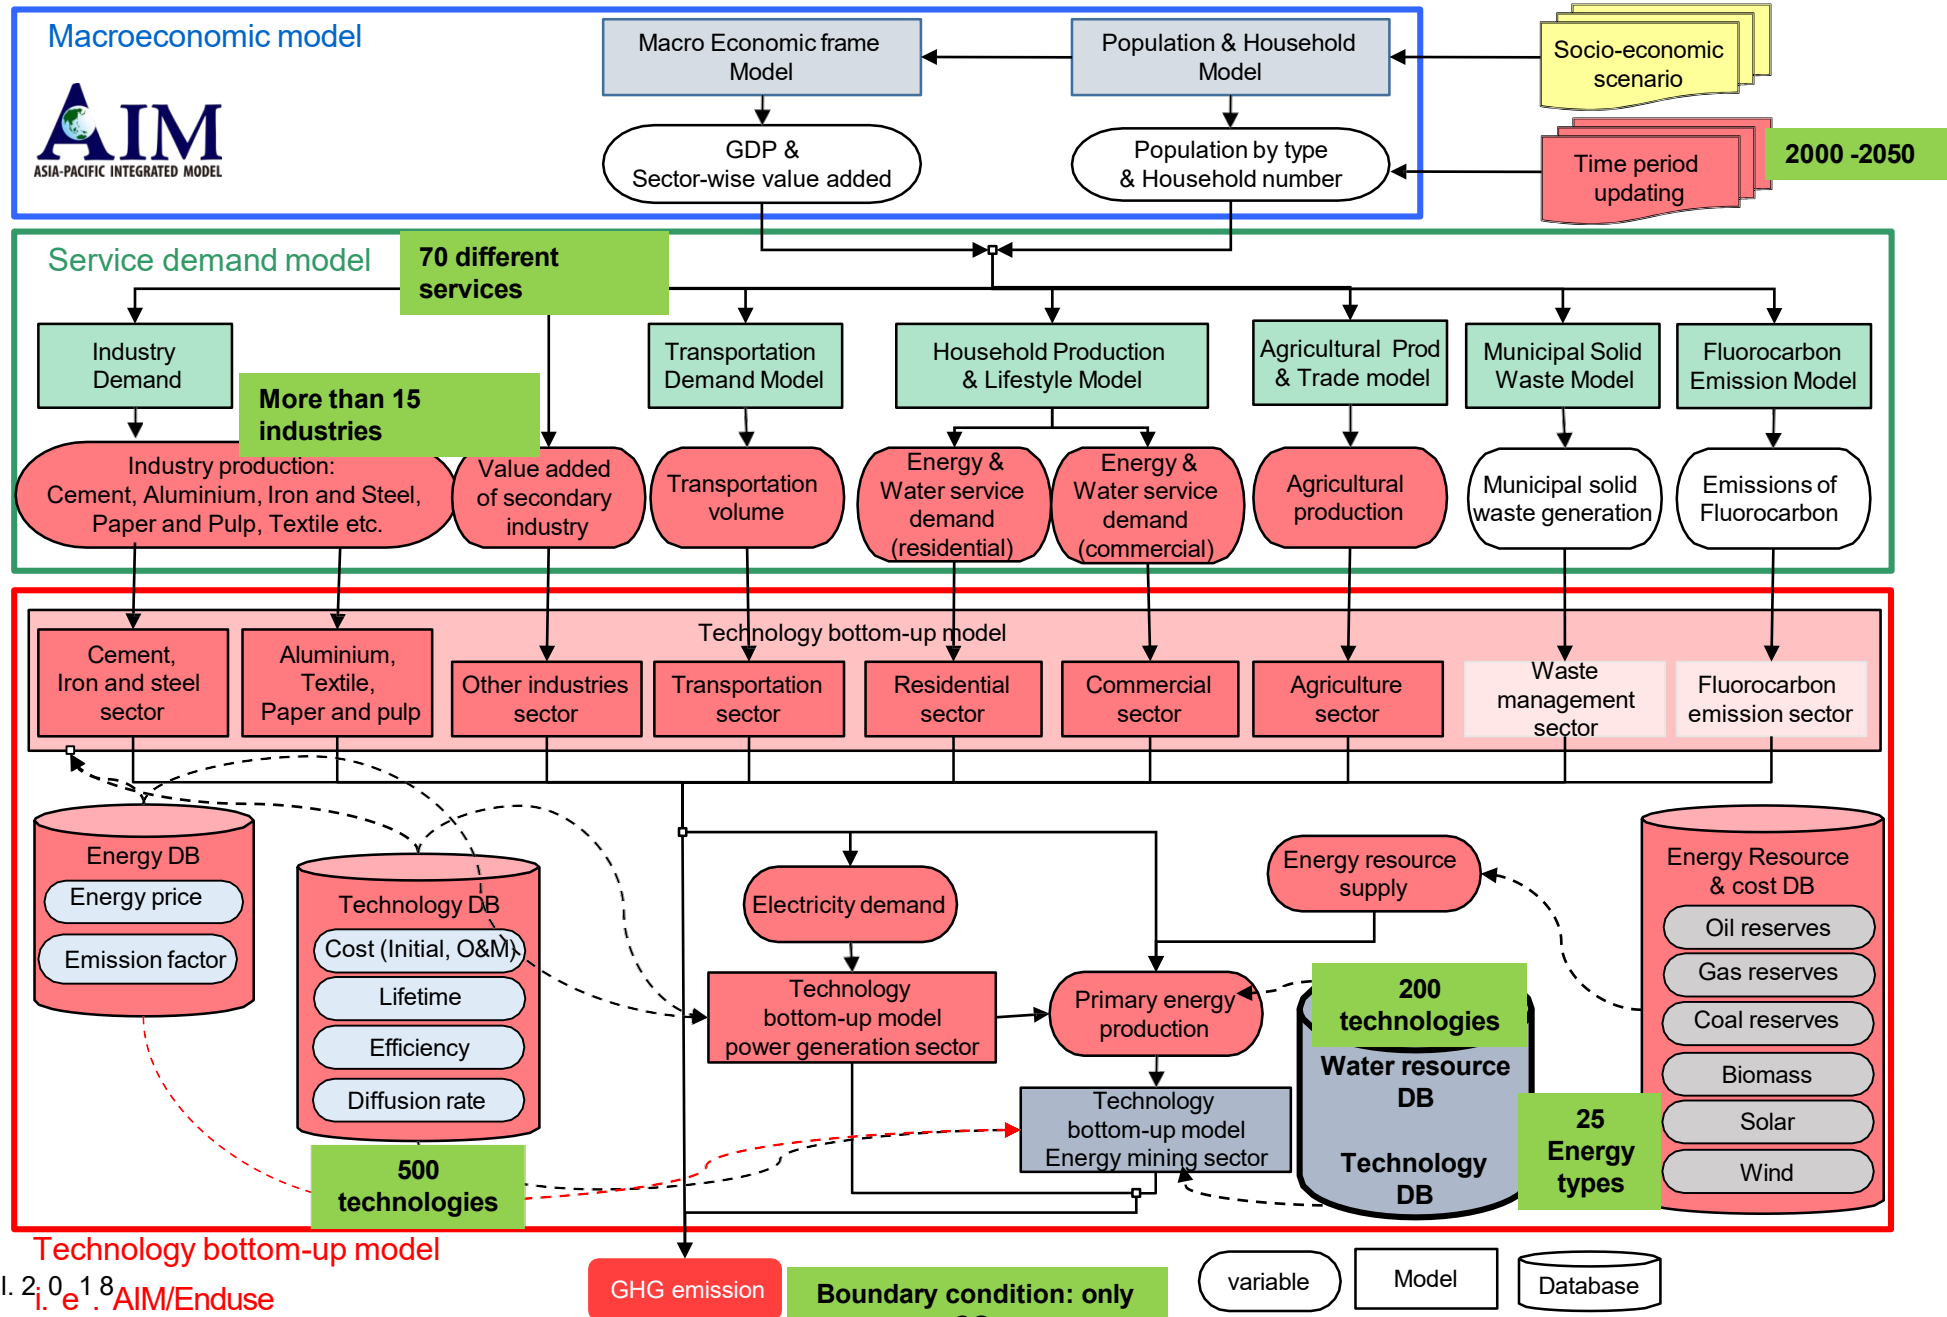 Macroeconomic model
AIM
ASIA-PACIFIC INTEGRATED MODEL
Macro Economic frame
Model
Population & Household
Model
Socio-economic
scenario
GDP &
Sector-wise value added
Population by type
& Household number
Time period
updating
2000 -2050
Service demand model
70 different
services
Industry
Demand
Transportation
Demand Model
Household Production
& Lifestyle Model
Agricultural Prod
& Trade model
Municipal Solid
Waste Model
Fluorocarbon
Emission Model
More than 15
industries
Industry production:
Cement, Aluminium, Iron and Steel,
Paper and Pulp, Textile etc.
Value added
of secondary
industry
Transportation
volume
Energy &
Water service
demand
(residential)
Energy &
Water service
demand
(commercial)
Agricultural
production
Municipal solid
waste generation
Emissions of
Fluorocarbon
Technology bottom-up model
Cement,
Iron and steel
sector
Aluminium,
Textile,
Paper and pulp
Other industries
sector
Transportation
sector
Residential
sector
Commercial
sector
Agriculture
sector
Waste
management
sector
Fluorocarbon
emission sector
Energy DB
Energy price
Emission factor
Technology DB
Cost (Initial, O&M)
Lifetime
Efficiency
Diffusion rate
500
technologies
Electricity demand
Technology
bottom-up model
power generation sector
Energy resource
supply
Primary energy
production
Technology
bottom-up model
Energy mining sector
200
technologies
Water resource
DB
Technology
DB
25
Energy
types
Energy Resource
& cost DB
Oil reserves
Gas reserves
Coal reserves
Biomass
Solar
Wind
Technology bottom-up model
i.e. AIM/Enduse
l. 2018
GHG emission
Boundary condition: only
variable
Model
Database